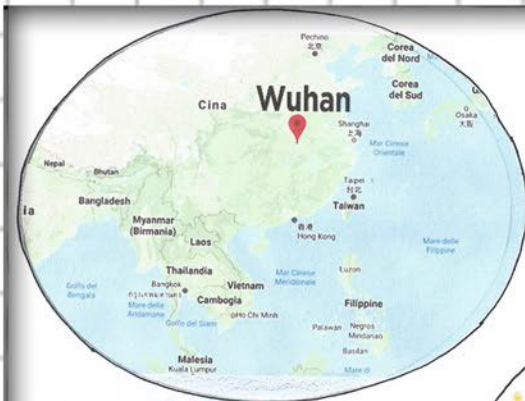 Pechino
北京
Corea
del Nord
Corea
del Sud
Cina
Wuhan
Shanghai
上海
Osaka
大阪
Mar Cinese
Orientale
Nepal
Bhutan
Taipei
台北
Taiwan
ia
Bangladesh
Myanmar
(Birmania)
香港
Hong Kong
Laos
Mare delle
Filippine
Thailandia
Mar Cinese
Meridionale
Luzon
Golfo del
Bengala
Bangkok
Vietnam
Mare delle
Andamane
Cambogia
Filippine
Golfo del Siam
Ho Chi Minh
Palawan
Negros
Mindanao
Basilan
Malesia
Kuala Lumpur
Mare di